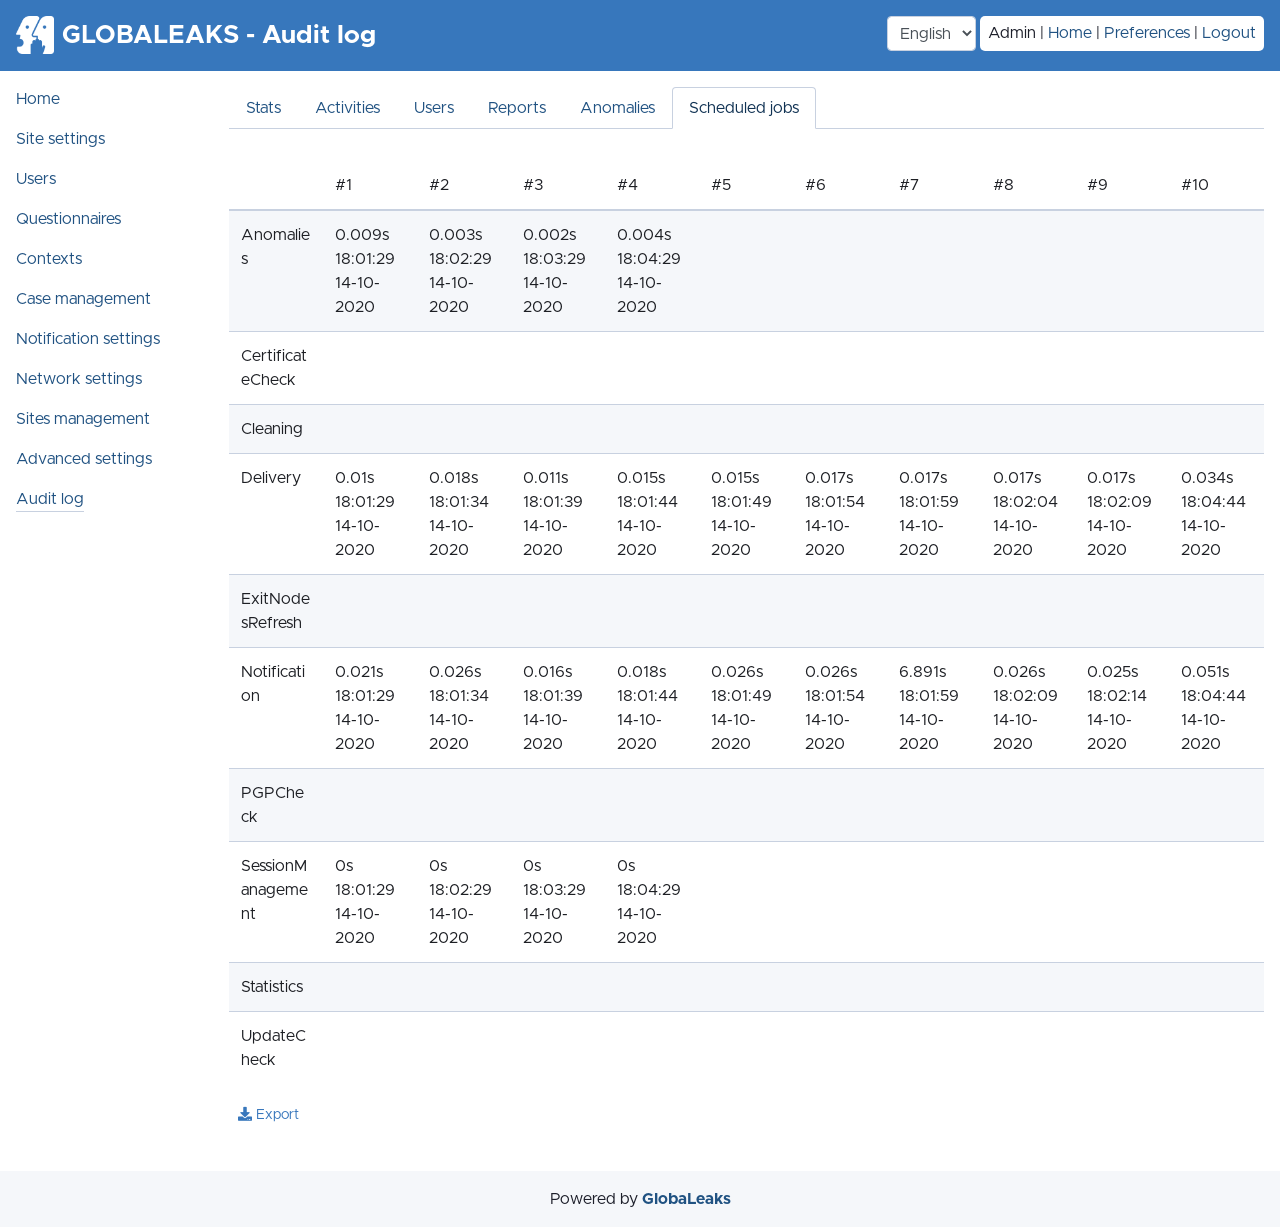 GLOBALEAKS - Audit log
English
Admin | Home | Preferences | Logout
Home
Site settings
Users
Questionnaires
Contexts
Case management
Notification settings
Network settings
Sites management
Advanced settings
Audit log
Stats Activities Users Reports Anomalies Scheduled jobs
#1 #2 #3 #4 #5 #6 #7 #8 #9 #10
Anomalie 0.009s 0.003s 0.002s 0.004s
s 18:01:29 18:02:29 18:03:29 18:04:29
14-10- 14-10- 14-10- 14-10-
2020 2020 2020 2020
Certificat
eCheck
Cleaning
Delivery 0.01s 0.018s 0.011s 0.015s 0.015s 0.017s 0.017s 0.017s 0.017s 0.034s
18:01:29 18:01:34 18:01:39 18:01:44 18:01:49 18:01:54 18:01:59 18:02:04 18:02:09 18:04:44
14-10- 14-10- 14-10- 14-10- 14-10- 14-10- 14-10- 14-10- 14-10- 14-10-
2020 2020 2020 2020 2020 2020 2020 2020 2020 2020
ExitNode
sRefresh
Notificati 0.021s 0.026s 0.016s 0.018s 0.026s 0.026s 6.891s 0.026s 0.025s 0.051s
on 18:01:29 18:01:34 18:01:39 18:01:44 18:01:49 18:01:54 18:01:59 18:02:09 18:02:14 18:04:44
14-10- 14-10- 14-10- 14-10- 14-10- 14-10- 14-10- 14-10- 14-10- 14-10-
2020 2020 2020 2020 2020 2020 2020 2020 2020 2020
PGPChe
ck
SessionM 0s 0s 0s 0s
anageme 18:01:29 18:02:29 18:03:29 18:04:29
nt 14-10- 14-10- 14-10- 14-10-
2020 2020 2020 2020
Statistics
UpdateC
heck
Export
Powered by GlobaLeaks